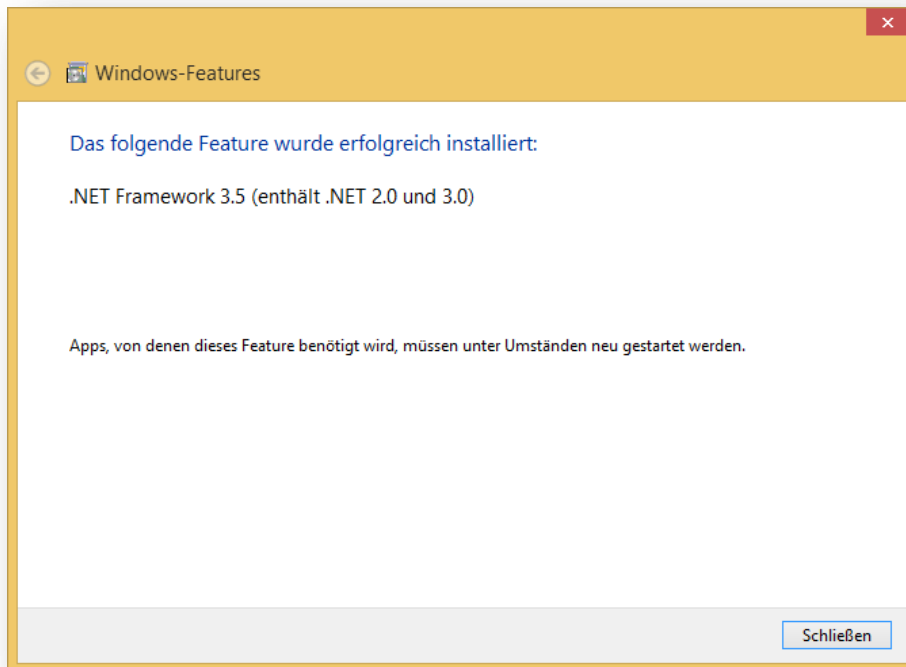 Windows-Features
Das folgende Feature wurde erfolgreich installiert:
.NET Framework 3.5 (enthält .NET 2.0 und 3.0)
Apps, von denen dieses Feature benötigt wird, müssen unter Umständen neu gestartet werden.
Schließen